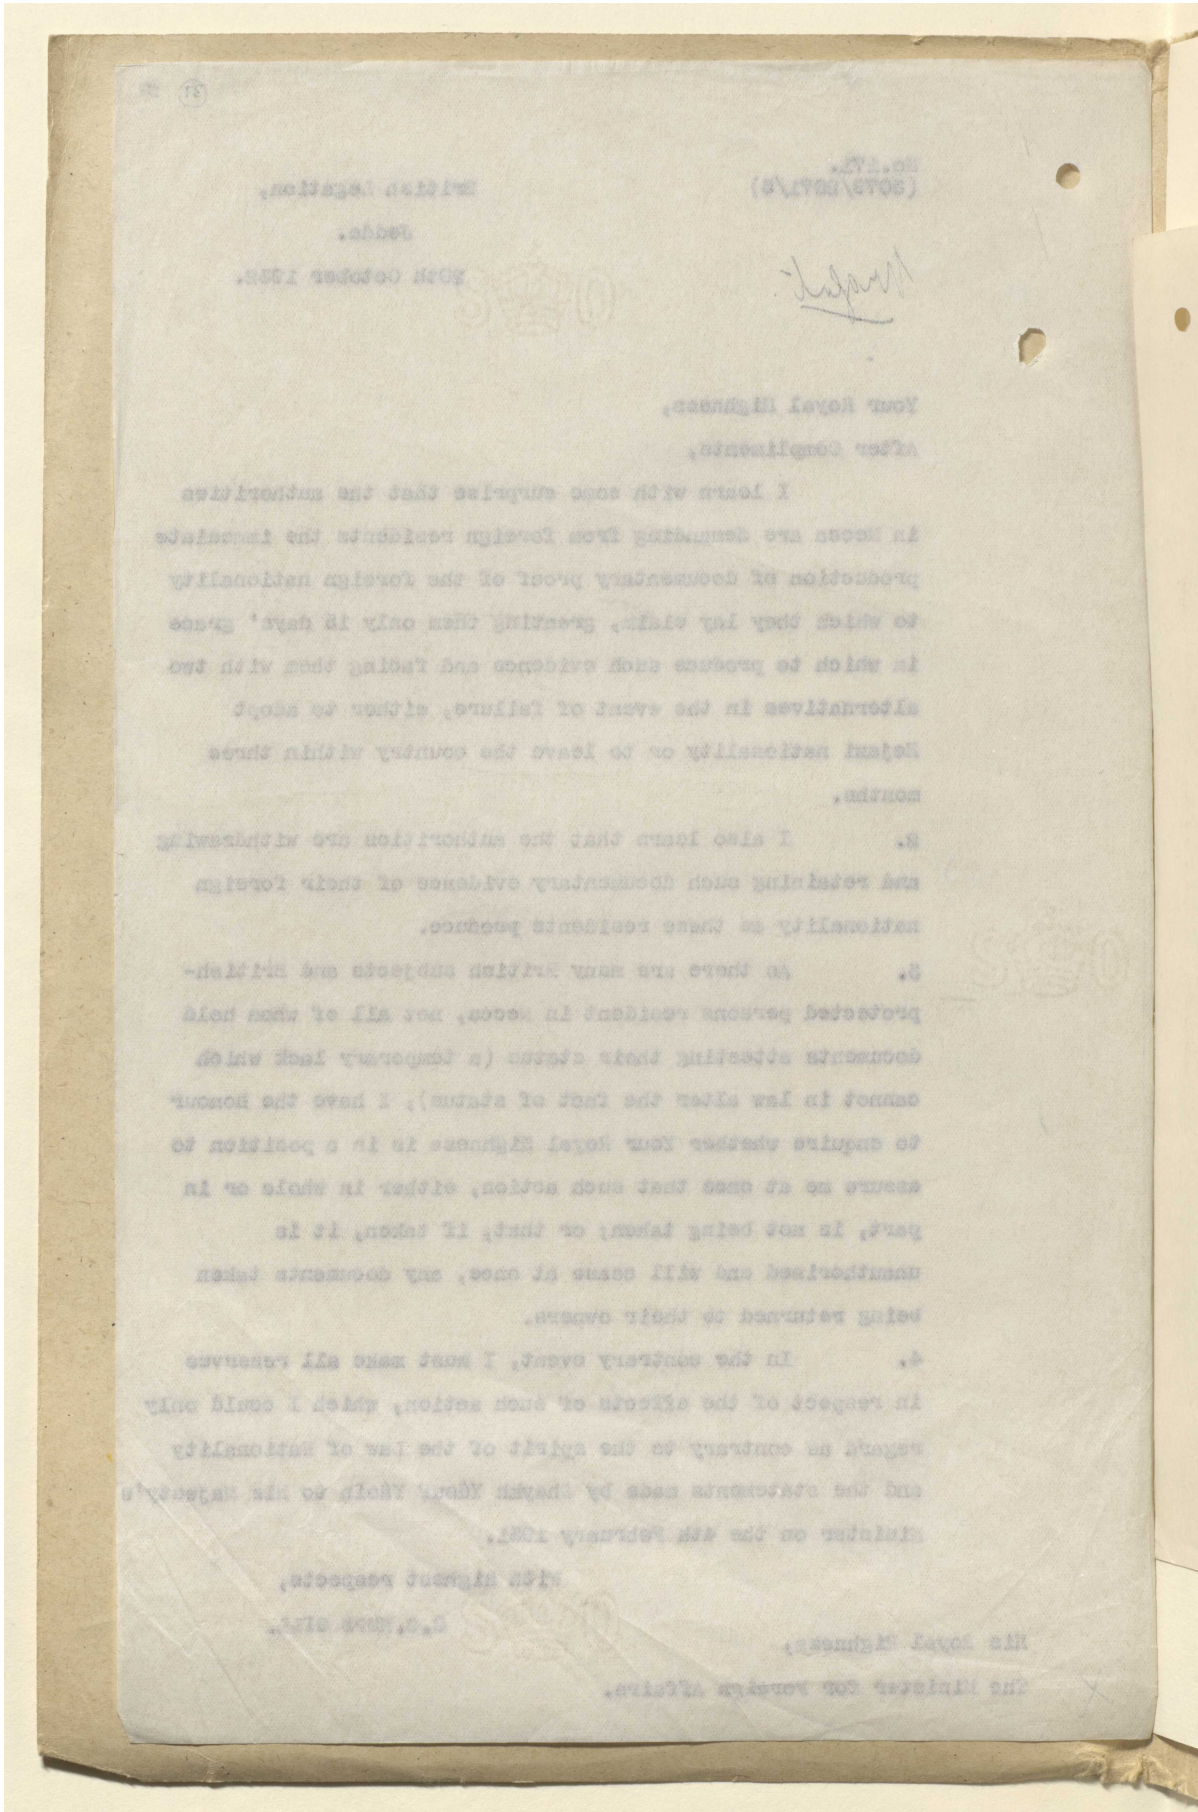 31
British Legation,
Jedda.
20th October 1932.
Urgent
Your Royal Highness,
After Compliments,
I learn with some surprise that the authorities
in Mecca are demanding from foreign residents the immediate
production of documentary proof of the foreign nationality
to which they lay claim, granting them only 15 days' grace
in which to produce such evidence and facing them with two
alternatives in the event of failure, either to adopt
Hejazi nationality or to leave the country within three
months.
2. I also learn that the authorities are withdrawing
and retaining such documentary evidence of their foreign
nationality as these residents produce.
3. As there are many British subjects and British-
protected persons resident in Mecca, not all of whom hold
documents attesting their status (a temporary lack which
cannot in law alter the fact of status), I have the honour
to enquire whether Your Royal Highness is in a position to
assure me at once that such action, either in whole or in
part, is not being taken; or that, if taken, it is
unauthorised and will cease at once, any documents taken
being returned to their owners.
4. In the contrary event, I must make all reserves
in respect of the effects of such action, which I could only
regard as contrary to the spirit of the Law of Nationality
and the statements made by Shaykh Yûsuf Yâsîn to His Majesty's
Minister on the 4th February 1931.
With highest respects,
C.G.HOPE GILL.
His Royal Highness,
The Minister for Foreign Affairs.